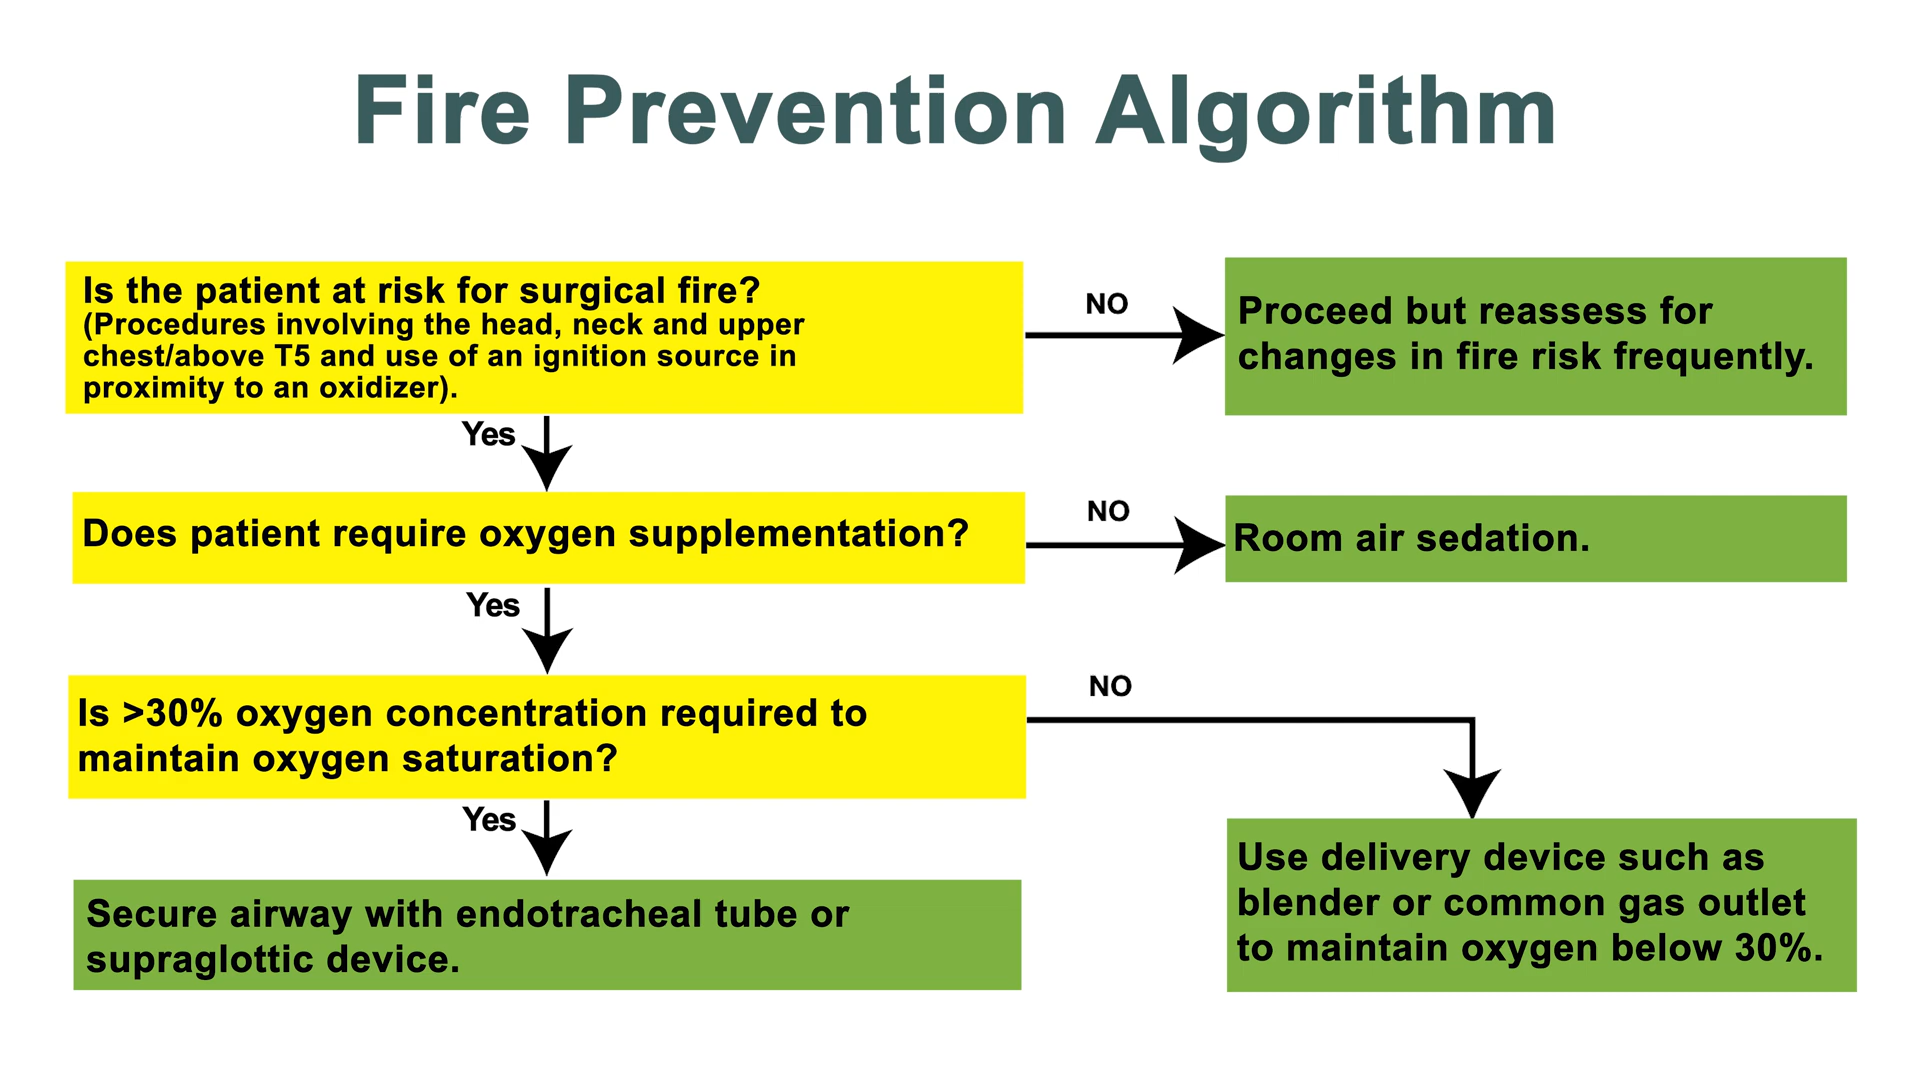 Fire Prevention Algorithm
Is the patient at risk for surgical fire?
(Procedures involving the head, neck and upper
chest/above T5 and use of an ignition source in
proximity to an oxidizer).
NO
Proceed but reassess for
changes in fire risk frequently.
Yes
Does patient require oxygen supplementation?
NO
Room air sedation.
Yes
Is >30% oxygen concentration required to
maintain oxygen saturation?
NO
Yes
Use delivery device such as
blender or common gas outlet
to maintain oxygen below 30%.
Secure airway with endotracheal tube or
supraglottic device.